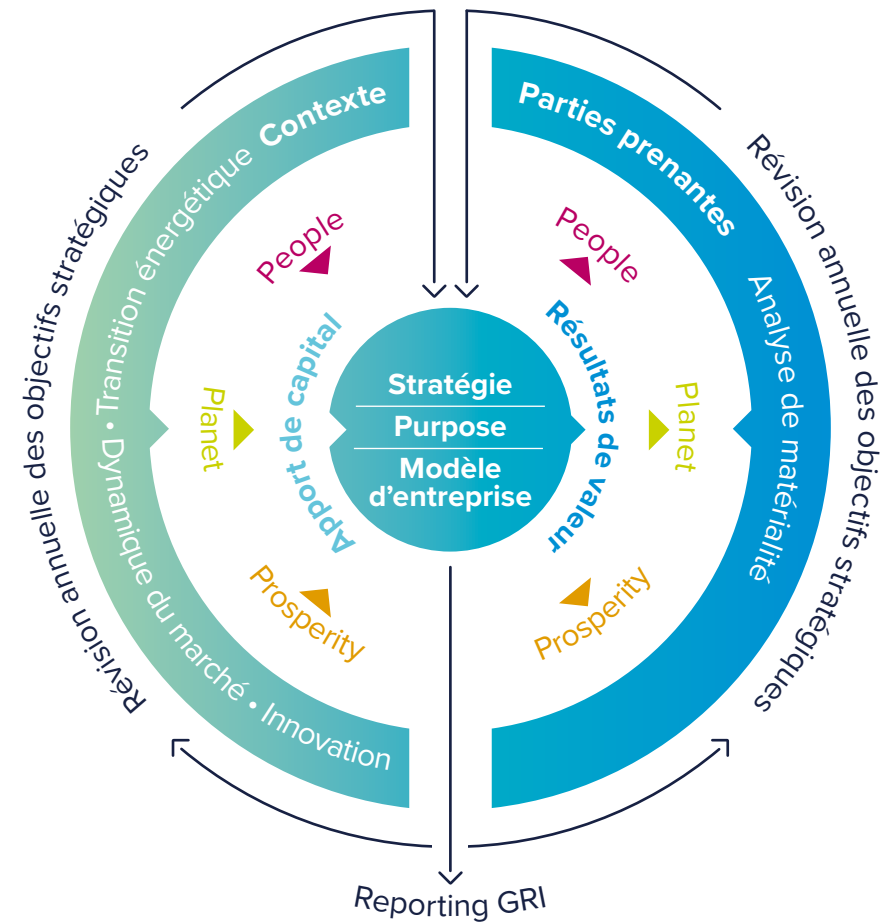 Révision annuelle des objectifs stratégiques
Contexte
Transition énergétique • Dynamique du marché • Innovation
People
Planet
Prosperity
Apport de capital
Stratégie
Purpose
Modèle
d'entreprise
Résultats de valeur
People
Planet
Prosperity
Parties prenantes
Analyse de matérialité
Révision annuelle des objectifs stratégiques
Reporting GRI